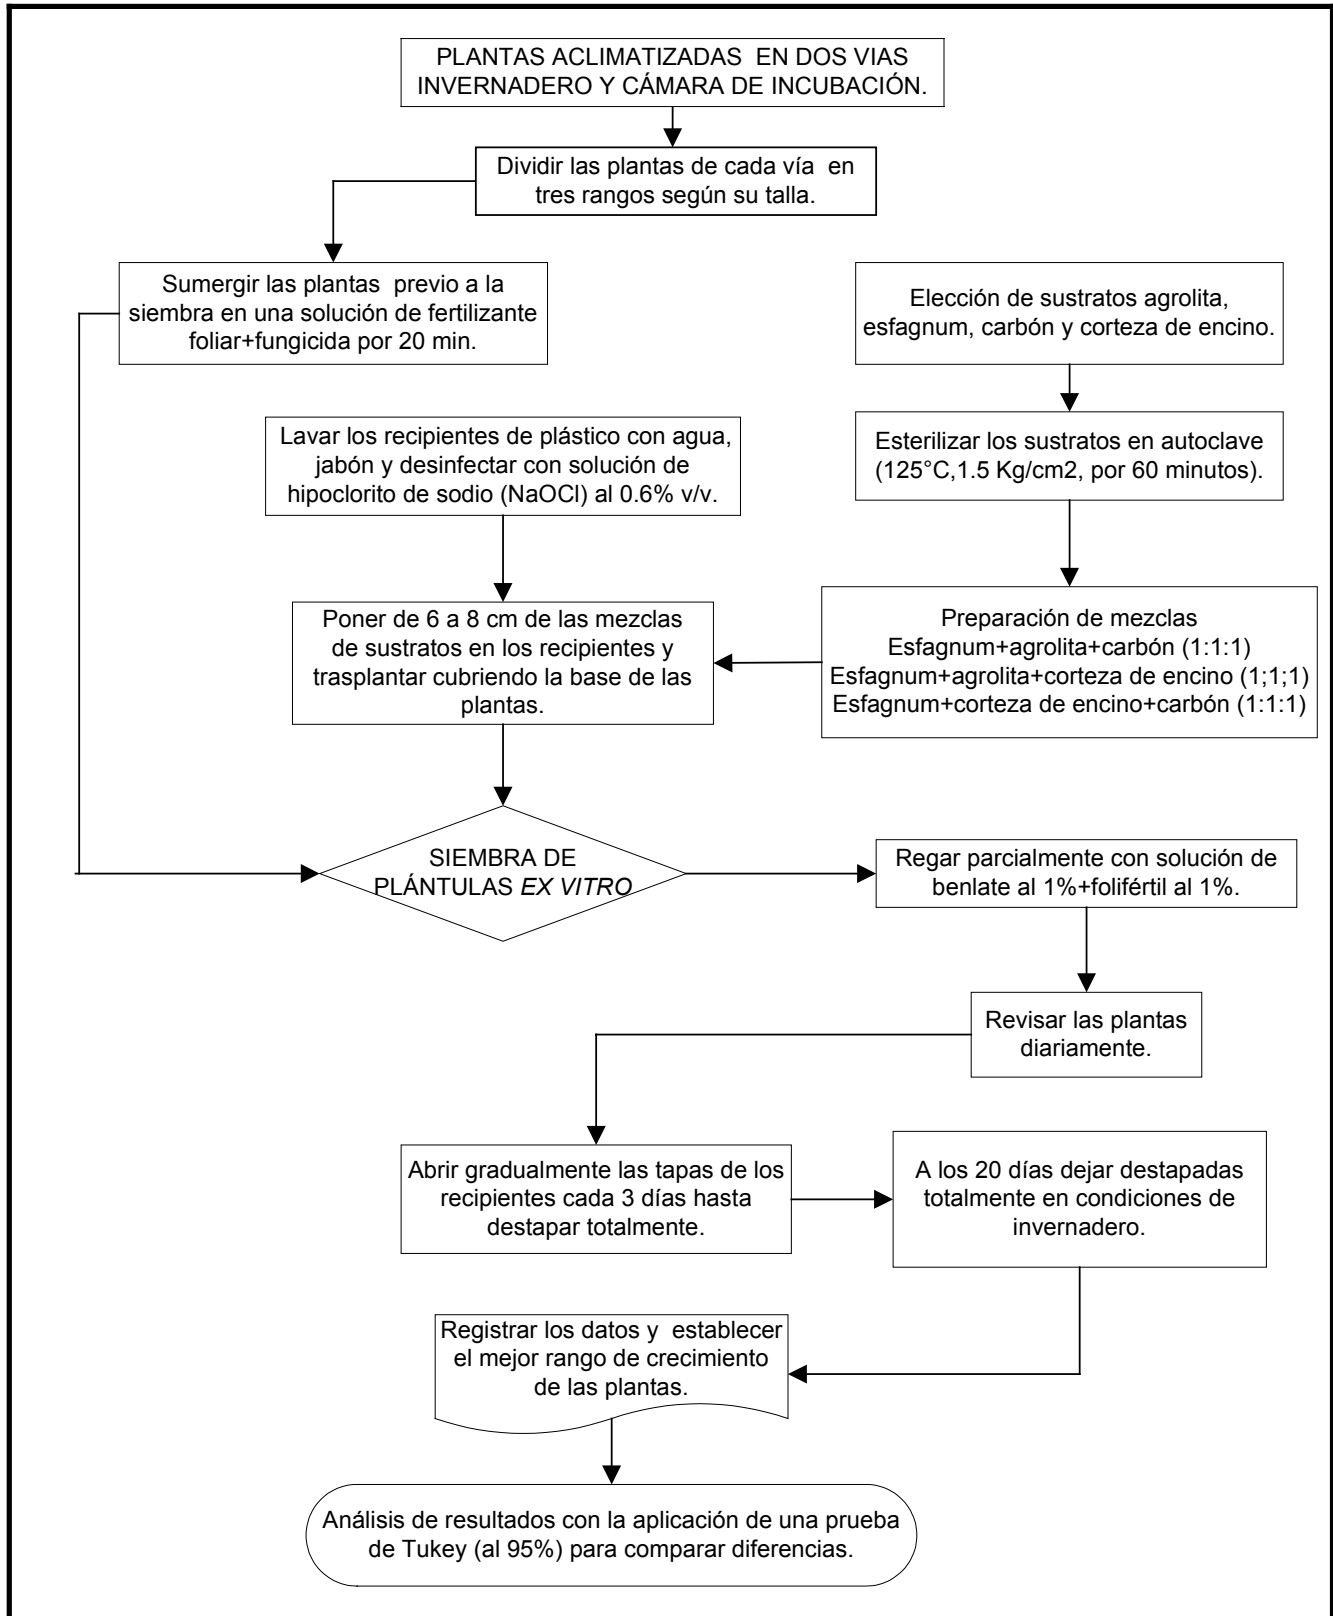 PLANTAS ACLIMATIZADAS EN DOS VIAS
INVERNADERO Y CÁMARA DE INCUBACIÓN.
Dividir las plantas de cada vía en
tres rangos según su talla.
Sumergir las plantas previo a la
siembra en una solución de fertilizante
foliar+fungicida por 20 min.
Elección de sustratos agrolita,
esfagnum, carbón y corteza de encino.
Lavar los recipientes de plástico con agua,
jabón y desinfectar con solución de
hipoclorito de sodio (NaOCl) al 0.6% v/v.
Esterilizar los sustratos en autoclave
(125°C,1.5 Kg/cm2, por 60 minutos).
Poner de 6 a 8 cm de las mezclas
de sustratos en los recipientes y
trasplantar cubriendo la base de las
plantas.
Preparación de mezclas
Esfagnum+agrolita+carbón (1:1:1)
Esfagnum+agrolita+corteza de encino (1;1;1)
Esfagnum+corteza de encino+carbón (1:1:1)
SIEMBRA DE
PLÁNTULAS EX VITRO
Regar parcialmente con solución de
benlate al 1%+folifértil al 1%.
Revisar las plantas
diariamente.
Abrir gradualmente las tapas de los
recipientes cada 3 días hasta
destapar totalmente.
A los 20 días dejar destapadas
totalmente en condiciones de
invernadero.
Registrar los datos y establecer
el mejor rango de crecimiento
de las plantas.
Análisis de resultados con la aplicación de una prueba
de Tukey (al 95%) para comparar diferencias.